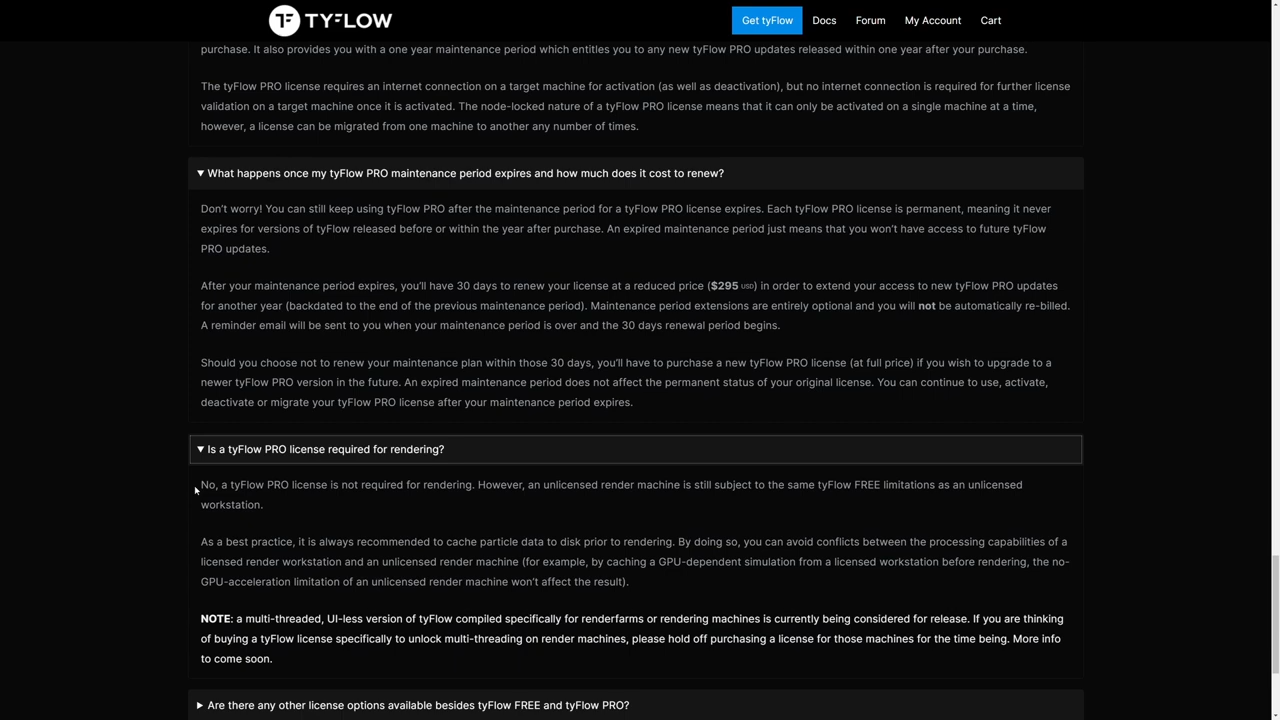 TYFLOW
Get tyFlow
Docs
Forum
My Account
Cart
purchase. It also provides you with a one year maintenance period which entitles you to any new tyFlow PRO updates released within one year after your purchase.
The tyFlow PRO license requires an internet connection on a target machine for activation (as well as deactivation), but no internet connection is required for further license
validation on a target machine once it is activated. The node-locked nature of a tyFlow PRO license means that it can only be activated on a single machine at a time,
however, a license can be migrated from one machine to another any number of times.
▼ What happens once my tyFlow PRO maintenance period expires and how much does it cost to renew?
Don't worry! You can still keep using tyFlow PRO after the maintenance period for a tyFlow PRO license expires. Each tyFlow PRO license is permanent, meaning it never
expires for versions of tyFlow released before or within the year after purchase. An expired maintenance period just means that you won't have access to future tyFlow
PRO updates.
After your maintenance period expires, you'll have 30 days to renew your license at a reduced price ($295 USD) in order to extend your access to new tyFlow PRO updates
for another year (backdated to the end of the previous maintenance period). Maintenance period extensions are entirely optional and you will not be automatically re-billed.
A reminder email will be sent to you when your maintenance period is over and the 30 days renewal period begins.
Should you choose not to renew your maintenance plan within those 30 days, you'll have to purchase a new tyFlow PRO license (at full price) if you wish to upgrade to a
newer tyFlow PRO version in the future. An expired maintenance period does not affect the permanent status of your original license. You can continue to use, activate,
deactivate or migrate your tyFlow PRO license after your maintenance period expires.
▼ Is a tyFlow PRO license required for rendering?
No, a tyFlow PRO license is not required for rendering. However, an unlicensed render machine is still subject to the same tyFlow FREE limitations as an unlicensed
workstation.
As a best practice, it is always recommended to cache particle data to disk prior to rendering. By doing so, you can avoid conflicts between the processing capabilities of a
licensed render workstation and an unlicensed render machine (for example, by caching a GPU-dependent simulation from a licensed workstation before rendering, the no-
GPU-acceleration limitation of an unlicensed render machine won't affect the result).
NOTE: a multi-threaded, UI-less version of tyFlow compiled specifically for renderfarms or rendering machines is currently being considered for release. If you are thinking
of buying a tyFlow license specifically to unlock multi-threading on render machines, please hold off purchasing a license for those machines for the time being. More info
to come soon.
▶ Are there any other license options available besides tyFlow FREE and tyFlow PRO?